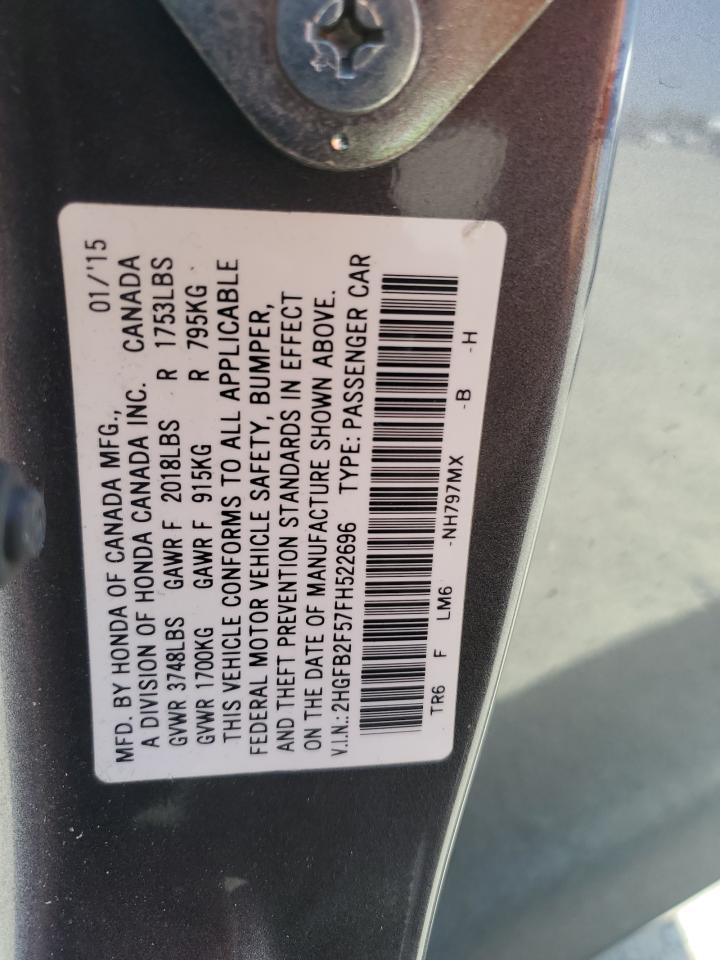 MFD. BY HONDA OF CANADA MFG., 01/'15
A DIVISION OF HONDA CANADA INC. CANADA
GVWR 3748LBS GAWR F 2018LBS R 1753LBS
GVWR 1700KG GAWR F 915KG R 795KG
THIS VEHICLE CONFORMS TO ALL APPLICABLE
FEDERAL MOTOR VEHICLE SAFETY, BUMPER,
AND THEFT PREVENTION STANDARDS IN EFFECT
ON THE DATE OF MANUFACTURE SHOWN ABOVE.
V.I.N.: 2HGFB2F57FH522696 TYPE: PASSENGER CAR
TR6 F LM6 -NH797MX -B -H